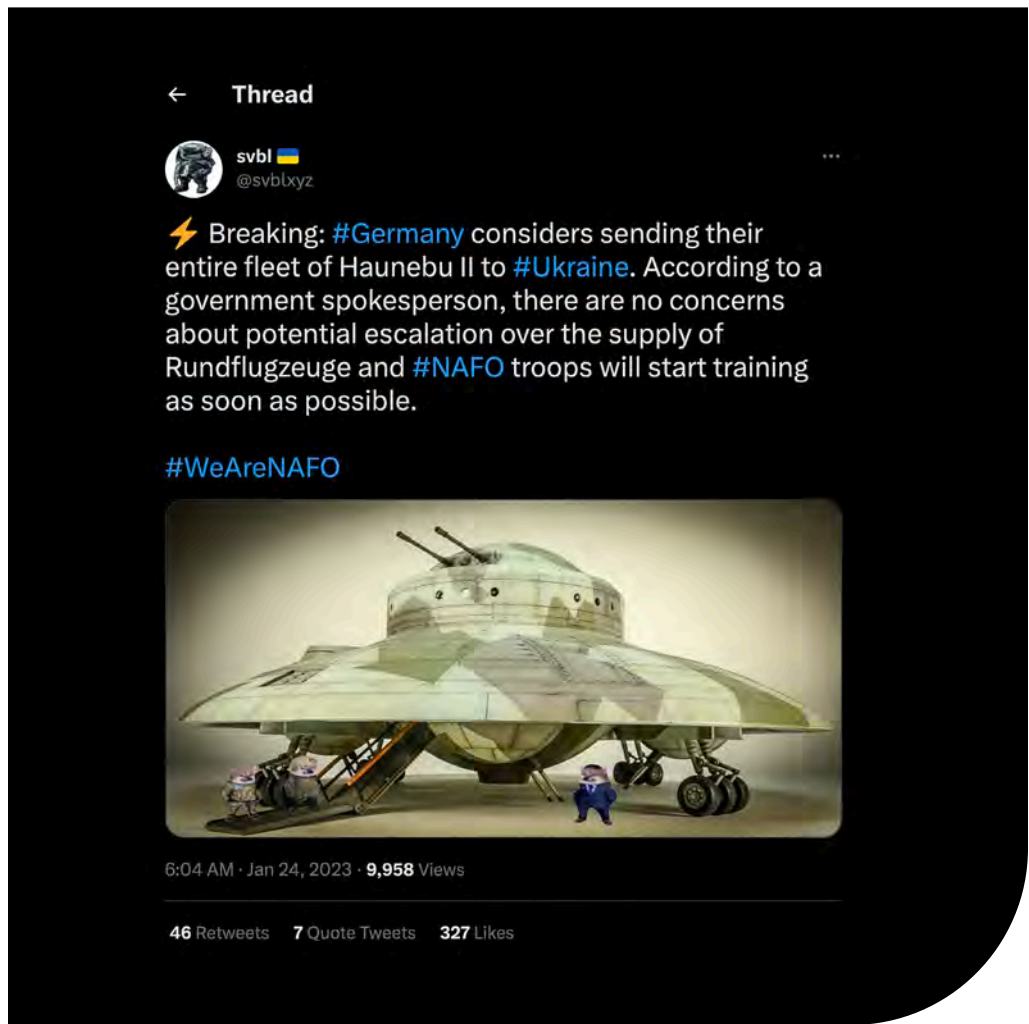 ← Thread
svbl 🇺🇦
@svblxyz
⚡ Breaking: #Germany considers sending their
entire fleet of Haunebu II to #Ukraine. According to a
government spokesperson, there are no concerns
about potential escalation over the supply of
Rundflugzeuge and #NAFO troops will start training
as soon as possible.
#WeAreNAFO
6:04 AM · Jan 24, 2023 · 9,958 Views
46 Retweets 7 Quote Tweets 327 Likes